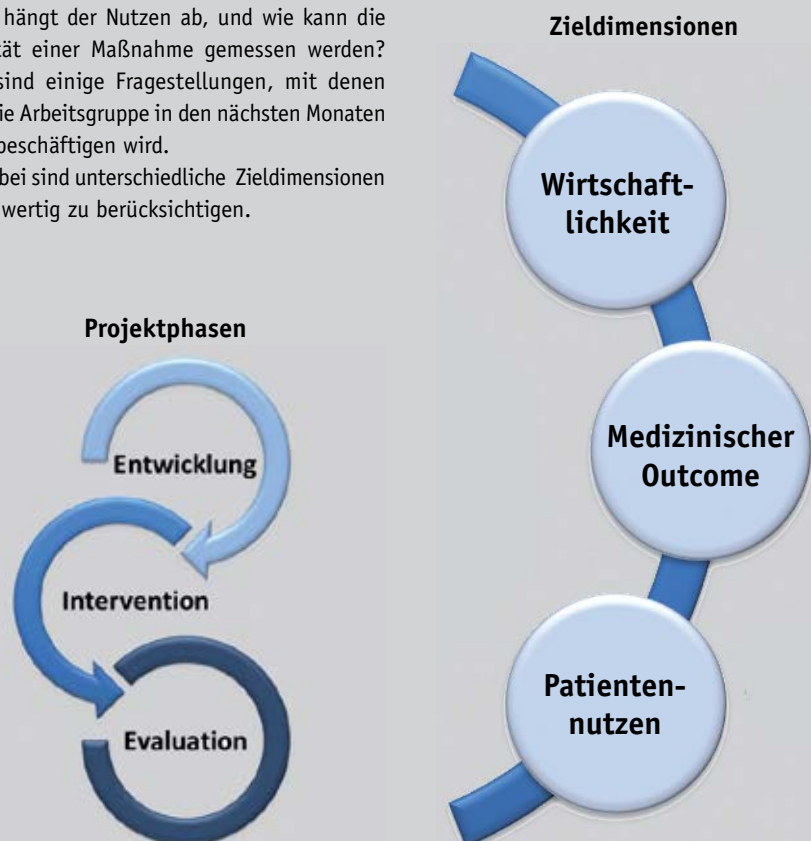 hängt der Nutzen ab, und wie kann die
tät einer Maßnahme gemessen werden?
sind einige Fragestellungen, mit denen
ie Arbeitsgruppe in den nächsten Monaten
beschäftigen wird.
bei sind unterschiedliche Zieldimensionen
wertig zu berücksichtigen.
Projektphasen
Entwicklung
Intervention
Evaluation
Zieldimensionen
Wirtschaft-
lichkeit
Medizinischer
Outcome
Patienten-
nutzen